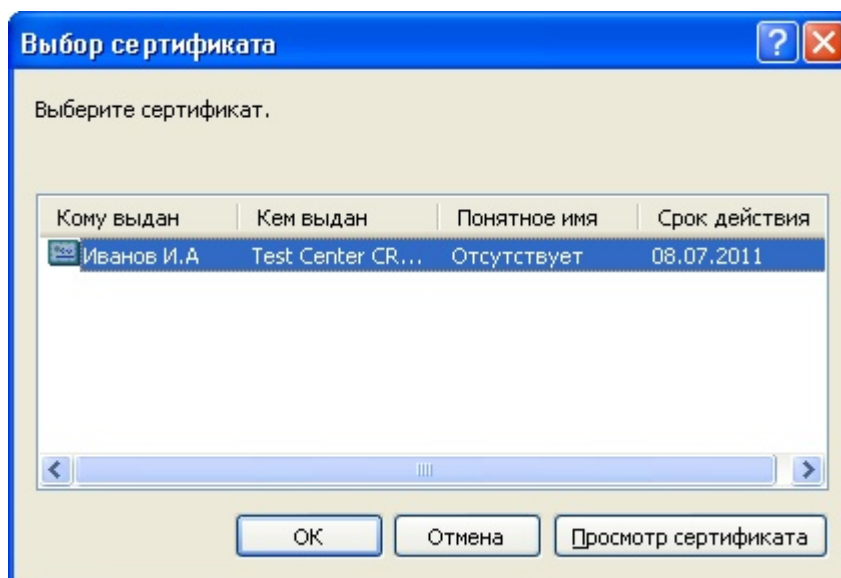 Выбор сертификата
Выберите сертификат.
Кому выдан Кем выдан Понятное имя Срок действия
Иванов И.А Test Center CR... Отсутствует 08.07.2011
ОК Отмена Просмотр сертификата